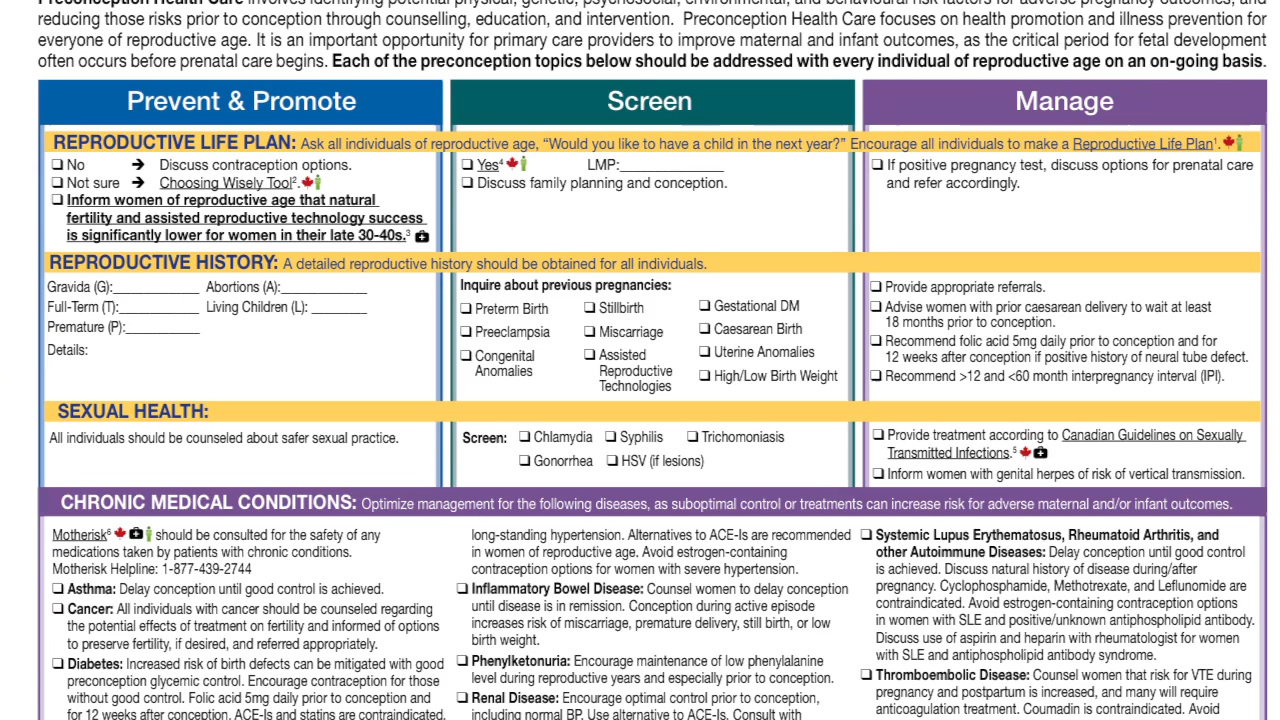 Preconception Health Care involves identifying potential physical, genetic, psychosocial, environmental, and behavioural risk factors for adverse pregnancy outcomes, and
reducing those risks prior to conception through counselling, education, and intervention. Preconception Health Care focuses on health promotion and illness prevention for
everyone of reproductive age. It is an important opportunity for primary care providers to improve maternal and infant outcomes, as the critical period for fetal development
often occurs before prenatal care begins. Each of the preconception topics below should be addressed with every individual of reproductive age on an on-going basis.
Prevent & Promote
Screen
Manage
REPRODUCTIVE LIFE PLAN: Ask all individuals of reproductive age, “Would you like to have a child in the next year?” Encourage all individuals to make a Reproductive Life Plan¹.
❏ No ➔ Discuss contraception options.
❏ Not sure ➔ Choosing Wisely Tool².
❏ Inform women of reproductive age that natural
fertility and assisted reproductive technology success
is significantly lower for women in their late 30-40s.³
❏ Yes⁴ LMP:_______________
❏ Discuss family planning and conception.
❏ If positive pregnancy test, discuss options for prenatal care
and refer accordingly.
REPRODUCTIVE HISTORY: A detailed reproductive history should be obtained for all individuals.
Gravida (G):_____________ Abortions (A):_____________
Full-Term (T):____________ Living Children (L): ________
Premature (P):___________
Details:
Inquire about previous pregnancies:
❏ Preterm Birth
❏ Preeclampsia
❏ Congenital
Anomalies
❏ Stillbirth
❏ Miscarriage
❏ Assisted
Reproductive
Technologies
❏ Gestational DM
❏ Caesarean Birth
❏ Uterine Anomalies
❏ High/Low Birth Weight
❏ Provide appropriate referrals.
❏ Advise women with prior caesarean delivery to wait at least
18 months prior to conception.
❏ Recommend folic acid 5mg daily prior to conception and for
12 weeks after conception if positive history of neural tube defect.
❏ Recommend >12 and <60 month interpregnancy interval (IPI).
SEXUAL HEALTH:
All individuals should be counseled about safer sexual practice.
Screen: ❏ Chlamydia ❏ Syphilis ❏ Trichomoniasis
❏ Gonorrhea ❏ HSV (if lesions)
❏ Provide treatment according to Canadian Guidelines on Sexually
Transmitted Infections.⁵
❏ Inform women with genital herpes of risk of vertical transmission.
CHRONIC MEDICAL CONDITIONS: Optimize management for the following diseases, as suboptimal control or treatments can increase risk for adverse maternal and/or infant outcomes.
Motherisk⁶ should be consulted for the safety of any
medications taken by patients with chronic conditions.
Motherisk Helpline: 1-877-439-2744
❏ Asthma: Delay conception until good control is achieved.
❏ Cancer: All individuals with cancer should be counseled regarding
the potential effects of treatment on fertility and informed of options
to preserve fertility, if desired, and referred appropriately.
❏ Diabetes: Increased risk of birth defects can be mitigated with good
preconception glycemic control. Encourage contraception for those
without good control. Folic acid 5mg daily prior to conception and
for 12 weeks after conception. ACE-Is and statins are contraindicated.
long-standing hypertension. Alternatives to ACE-Is are recommended
in women of reproductive age. Avoid estrogen-containing
contraception options for women with severe hypertension.
❏ Inflammatory Bowel Disease: Counsel women to delay conception
until disease is in remission. Conception during active episode
increases risk of miscarriage, premature delivery, still birth, or low
birth weight.
❏ Phenylketonuria: Encourage maintenance of low phenylalanine
level during reproductive years and especially prior to conception.
❏ Renal Disease: Encourage optimal control prior to conception,
including normal BP. Use alternative to ACE-Is. Consult with
❏ Systemic Lupus Erythematosus, Rheumatoid Arthritis, and
other Autoimmune Diseases: Delay conception until good control
is achieved. Discuss natural history of disease during/after
pregnancy. Cyclophosphamide, Methotrexate, and Leflunomide are
contraindicated. Avoid estrogen-containing contraception options
in women with SLE and positive/unknown antiphospholipid antibody.
Discuss use of aspirin and heparin with rheumatologist for women
with SLE and antiphospholipid antibody syndrome.
❏ Thromboembolic Disease: Counsel women that risk for VTE during
pregnancy and postpartum is increased, and many will require
anticoagulation treatment. Coumadin is contraindicated. Avoid